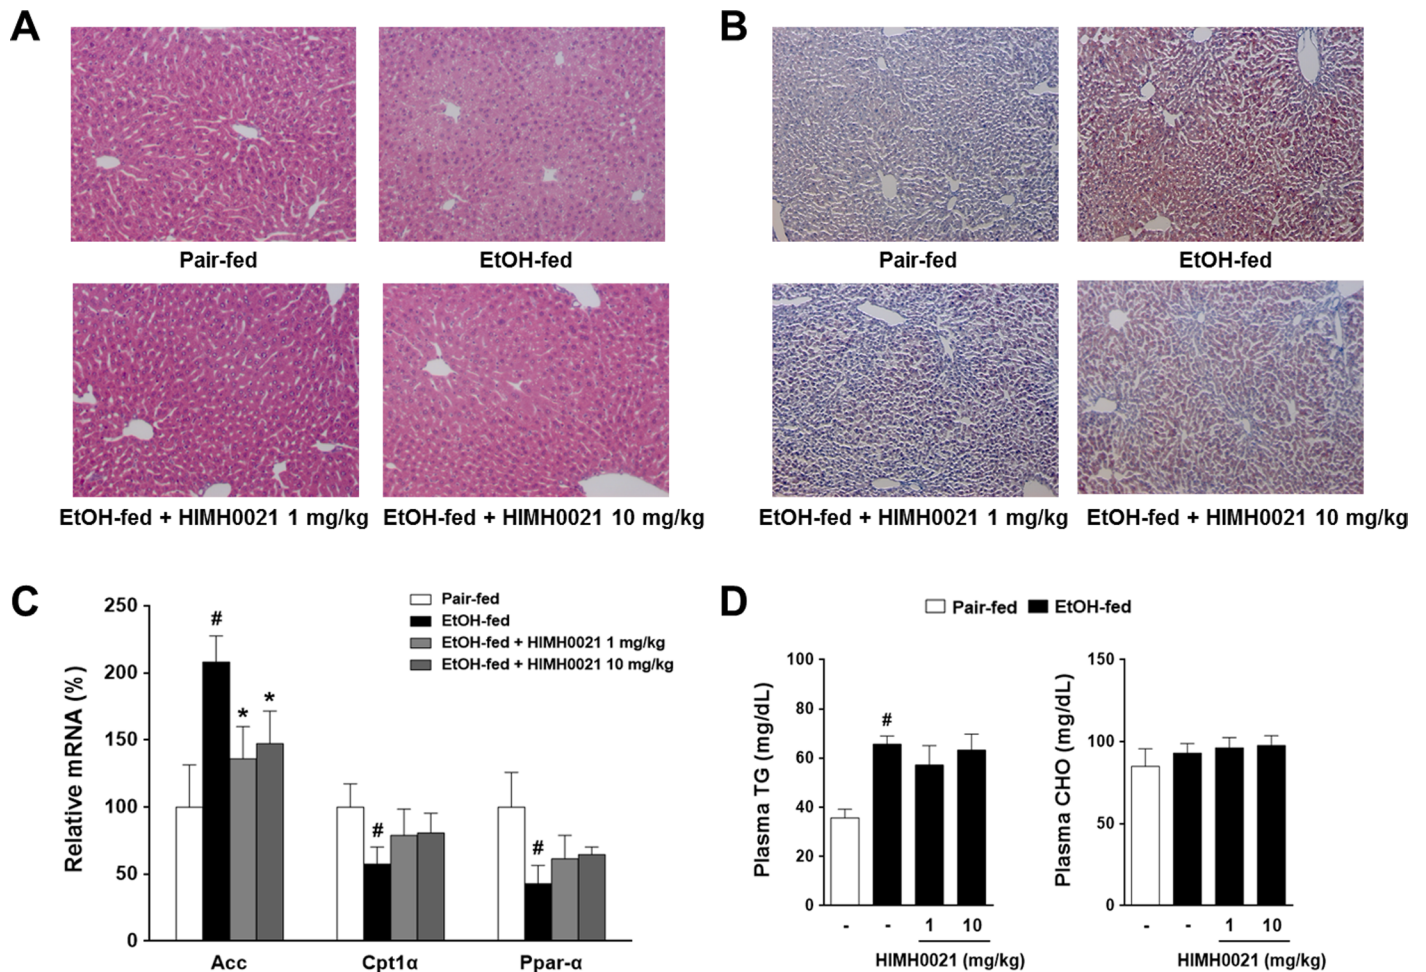 A
B
Pair-fed
EtOH-fed
Pair-fed
EtOH-fed
EtOH-fed + HIMH0021 1 mg/kg
EtOH-fed + HIMH0021 10 mg/kg
EtOH-fed + HIMH0021 1 mg/kg
EtOH-fed + HIMH0021 10 mg/kg
C
Relative mRNA (%)
250
200
150
100
50
0
Pair-fed
EtOH-fed
EtOH-fed + HIMH0021 1 mg/kg
EtOH-fed + HIMH0021 10 mg/kg
#
*
*
#
#
Acc
Cpt1α
Ppar-α
D
Pair-fed
EtOH-fed
Plasma TG (mg/dL)
100
80
60
40
20
0
#
- - 1 10
HIMH0021 (mg/kg)
Plasma CHO (mg/dL)
150
100
50
0
- - 1 10
HIMH0021 (mg/kg)